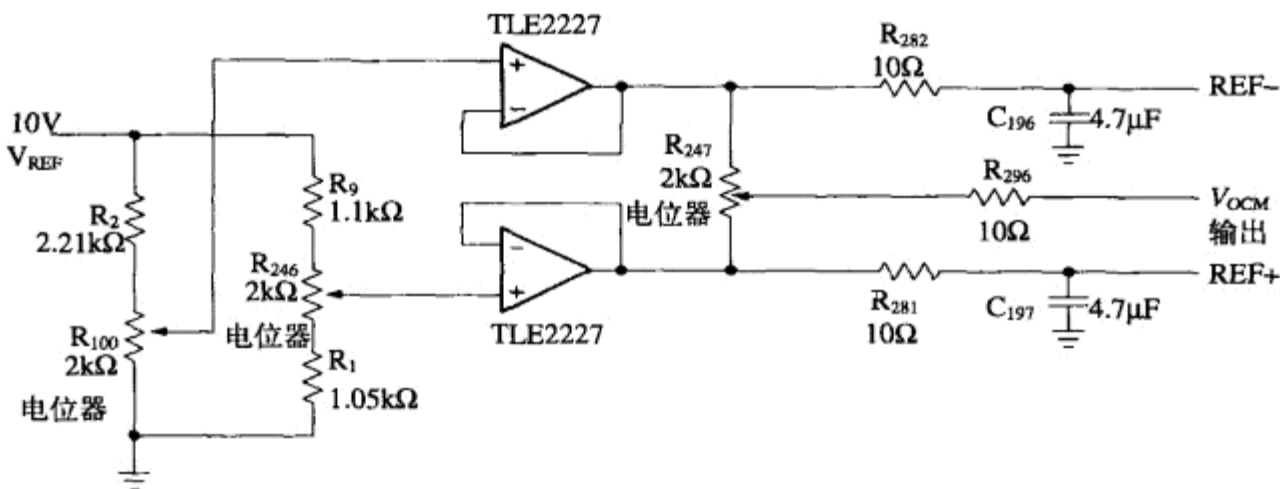 TLE2227
R282
10Ω
REF−
C196
4.7μF
10V
VREF
R247
2kΩ
电位器
R296
10Ω
VOCM
输出
R9
1.1kΩ
R2
2.21kΩ
R246
2kΩ
电位器
REF+
R281
10Ω
C197
4.7μF
TLE2227
R100
2kΩ
电位器
R1
1.05kΩ
+
−
−
+